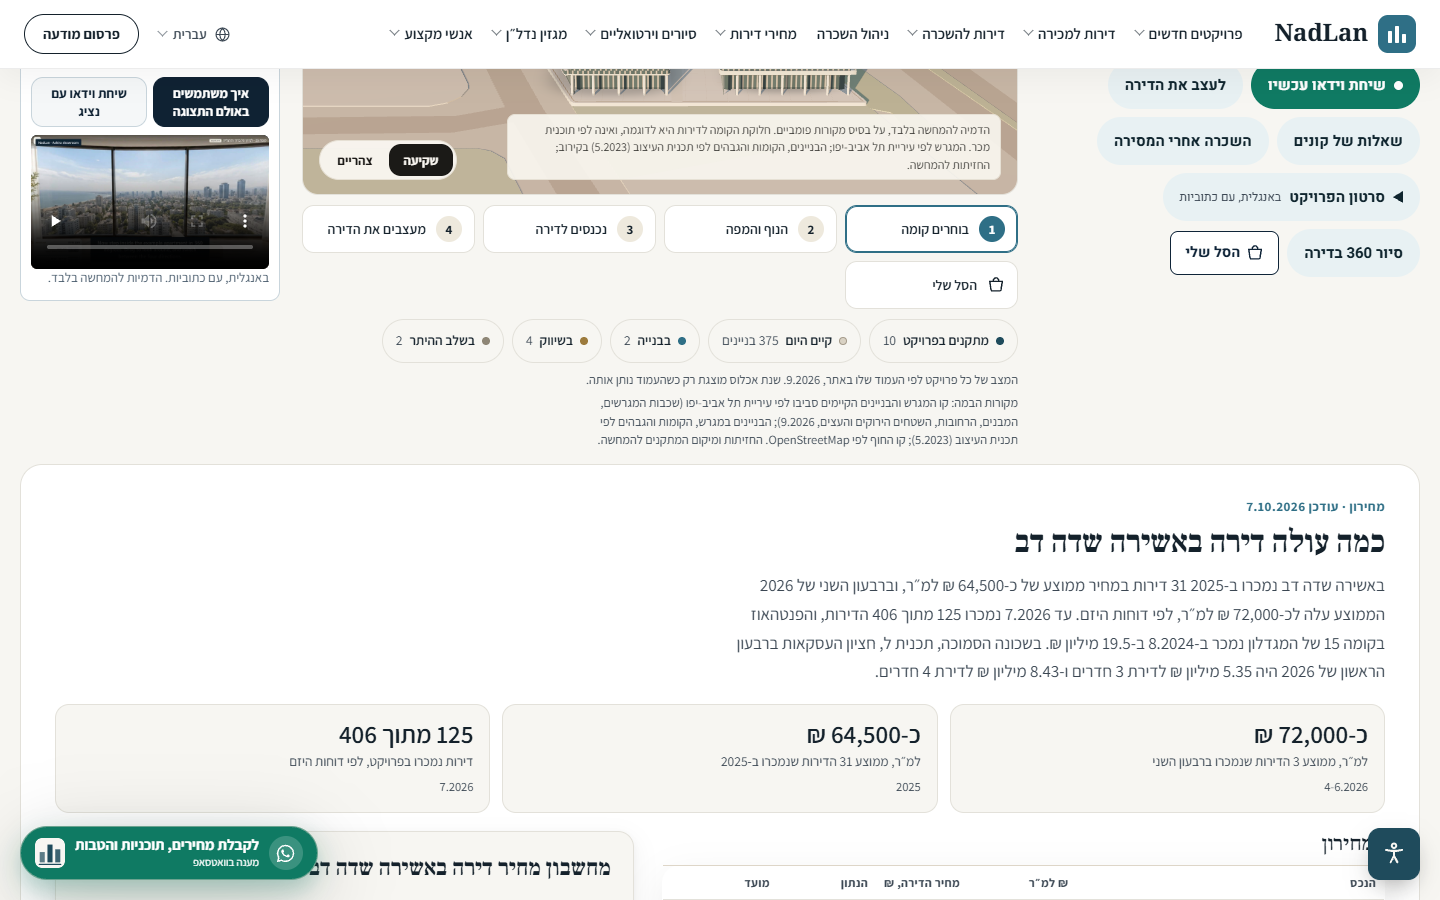 NadLan
פרויקטים חדשים
דירות למכירה
דירות להשכרה
ניהול השכרה
מחירי דירות
סיורים וירטואליים
מגזין נדל״ן
אנשי מקצוע
עברית
פרסום מודעה
שיחת וידאו עכשיו
לעצב את הדירה
שאלות של קונים
השכרה אחרי המסירה
סרטון הפרויקט באנגלית, עם כתוביות
סיור 360 בדירה
הסל שלי
הדמיה להמחשה בלבד, על בסיס מקורות פומביים. חלוקת הקומה לדירות היא לדוגמה, ואינה לפי תוכנית
מכר. המגרש לפי עיריית תל אביב-יפו; הבניינים, הקומות והגבהים לפי תכנית העיצוב (5.2023) בקירוב;
החזיתות להמחשה.
שקיעה
צהריים
1 בוחרים קומה
2 הנוף והמפה
3 נכנסים לדירה
4 מעצבים את הדירה
הסל שלי
מתקנים בפרויקט 10
קיים היום 375 בניינים
בבנייה 2
בשיווק 4
בשלב ההיתר 2
המצב של כל פרויקט לפי העמוד שלו באתר, 9.2026. שנת אכלוס מוצגת רק כשהעמוד נותן אותה.
מקורות הבמה: קו המגרש והבניינים הקיימים סביבו לפי עיריית תל אביב-יפו (שכבות המגרשים,
המבנים, הרחובות, השטחים הירוקים והעצים, 9.2026); הבניינים במגרש, הקומות והגבהים לפי
תכנית העיצוב (5.2023); קו החוף לפי OpenStreetMap. החזיתות ומיקום המתקנים להמחשה.
איך משתמשים
באולם התצוגה
שיחת וידאו עם
נציג
באנגלית, עם כתוביות. הדמיות להמחשה בלבד.
מחירון · עודכן 7.10.2026
כמה עולה דירה באשירה שדה דב
באשירה שדה דב נמכרו ב-2025 31 דירות במחיר ממוצע של כ-64,500 ₪ למ״ר, וברבעון השני של 2026
הממוצע עלה לכ-72,000 ₪ למ״ר, לפי דוחות היזם. עד 7.2026 נמכרו 125 מתוך 406 הדירות, והפנטהאוז
בקומה 15 של המגדלון נמכר ב-8.2024 ב-19.5 מיליון ₪. בשכונה הסמוכה, תכנית ל, חציון העסקאות ברבעון
הראשון של 2026 היה 5.35 מיליון ₪ לדירת 3 חדרים ו-8.43 מיליון ₪ לדירת 4 חדרים.
כ-72,000 ₪
למ״ר, ממוצע 3 הדירות שנמכרו ברבעון השני
4-6.2026
כ-64,500 ₪
למ״ר, ממוצע 31 הדירות שנמכרו ב-2025
2025
125 מתוך 406
דירות נמכרו בפרויקט, לפי דוחות היזם
7.2026
מחירון
הנכס
₪ למ״ר
מחיר הדירה, ₪
הנתון
מועד
מחשבון מחיר דירה באשירה שדה דב
לקבלת מחירים, תוכניות והטבות
מענה בוואטסאפ